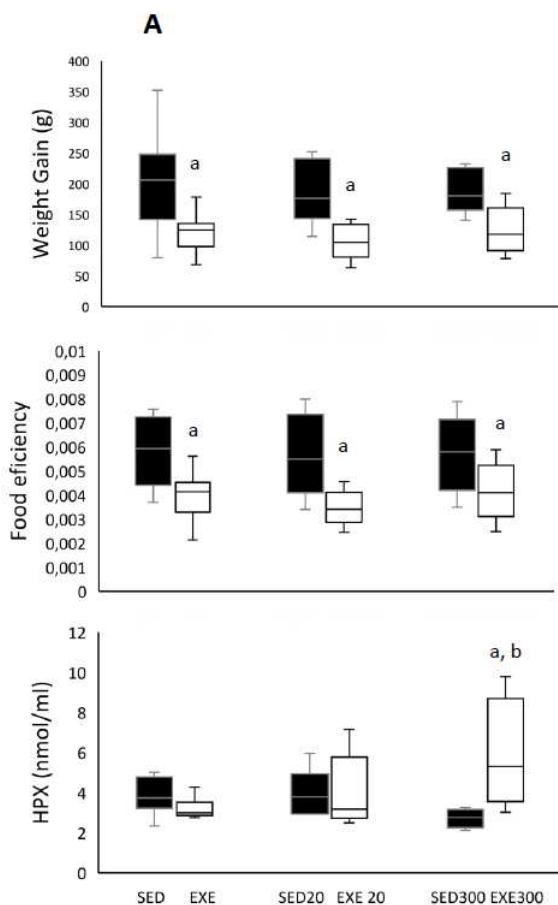 A
Weight Gain (g)
400
350
300
250
200
150
100
50
0
a
a
a
Food eficiency
0,01
0,009
0,008
0,007
0,006
0,005
0,004
0,003
0,002
0,001
0
a
a
a
HPX (nmol/ml)
12
10
8
6
4
2
0
a, b
SED EXE SED20 EXE 20 SED300 EXE300